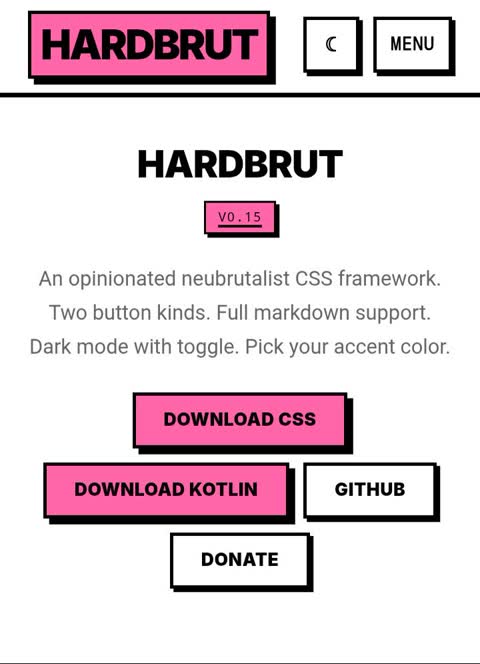 HARDBRUT
☾ MENU
HARDBRUT
V0.15
An opinionated neubrutalist CSS framework.
Two button kinds. Full markdown support.
Dark mode with toggle. Pick your accent color.
DOWNLOAD CSS
DOWNLOAD KOTLIN
GITHUB
DONATE